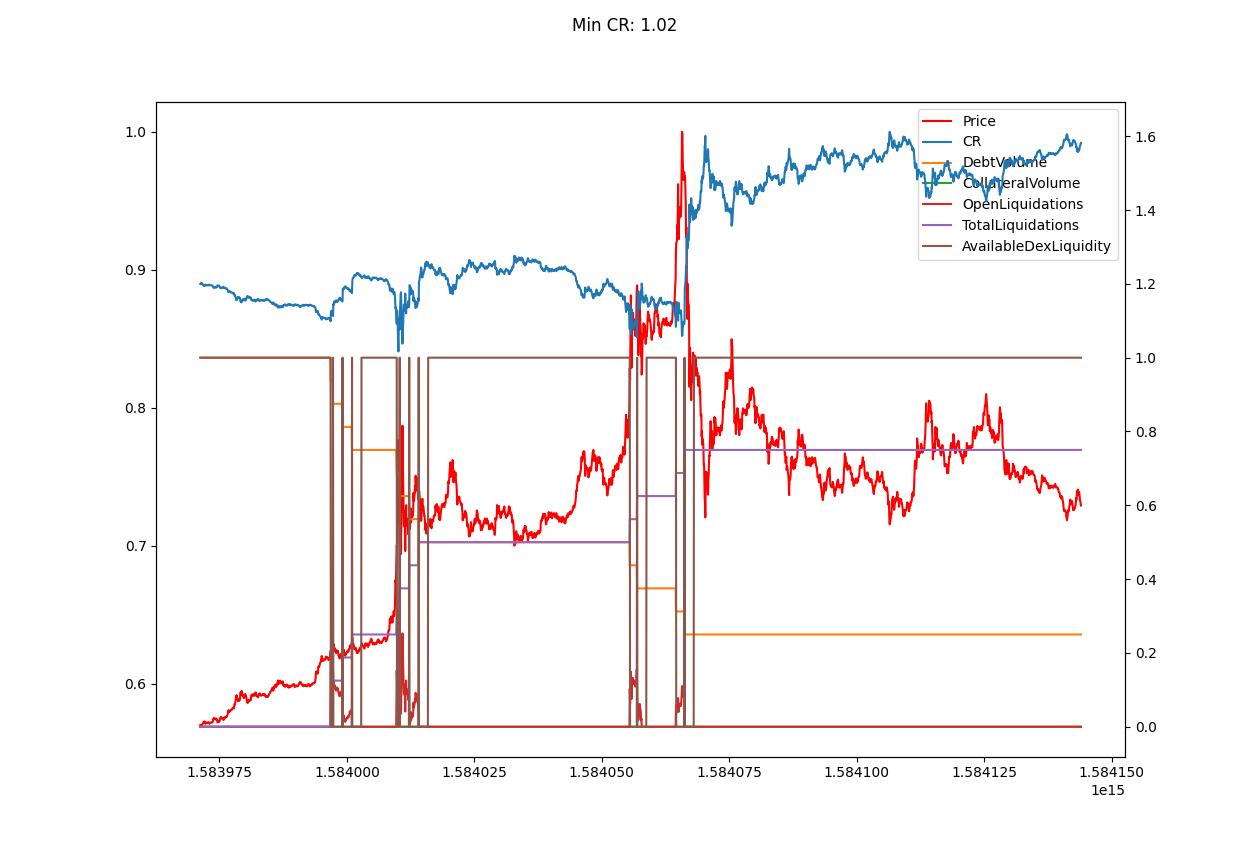 Min CR: 1.02
1.0
0.9
0.8
0.7
0.6
1.6
1.4
1.2
1.0
0.8
0.6
0.4
0.2
0.0
Price
CR
DebtVolume
CollateralVolume
OpenLiquidations
TotalLiquidations
AvailableDexLiquidity
1.583975 1.584000 1.584025 1.584050 1.584075 1.584100 1.584125 1.584150
1e15